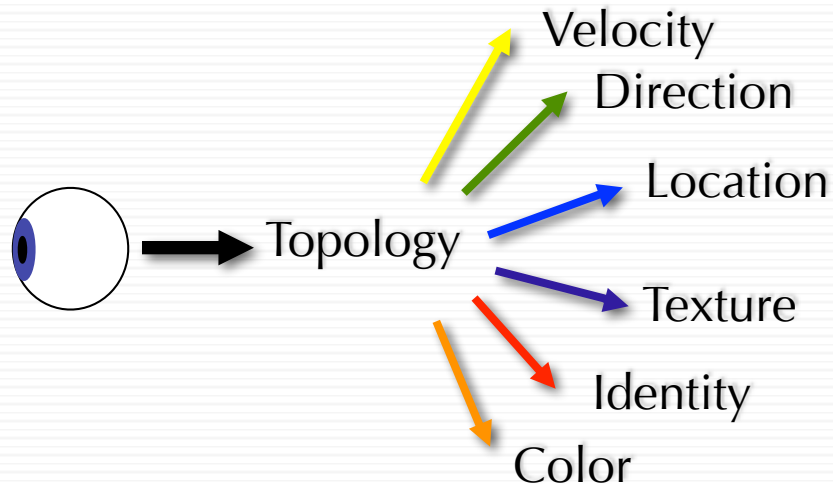 Velocity
Direction
Location
Topology
Texture
Identity
Color